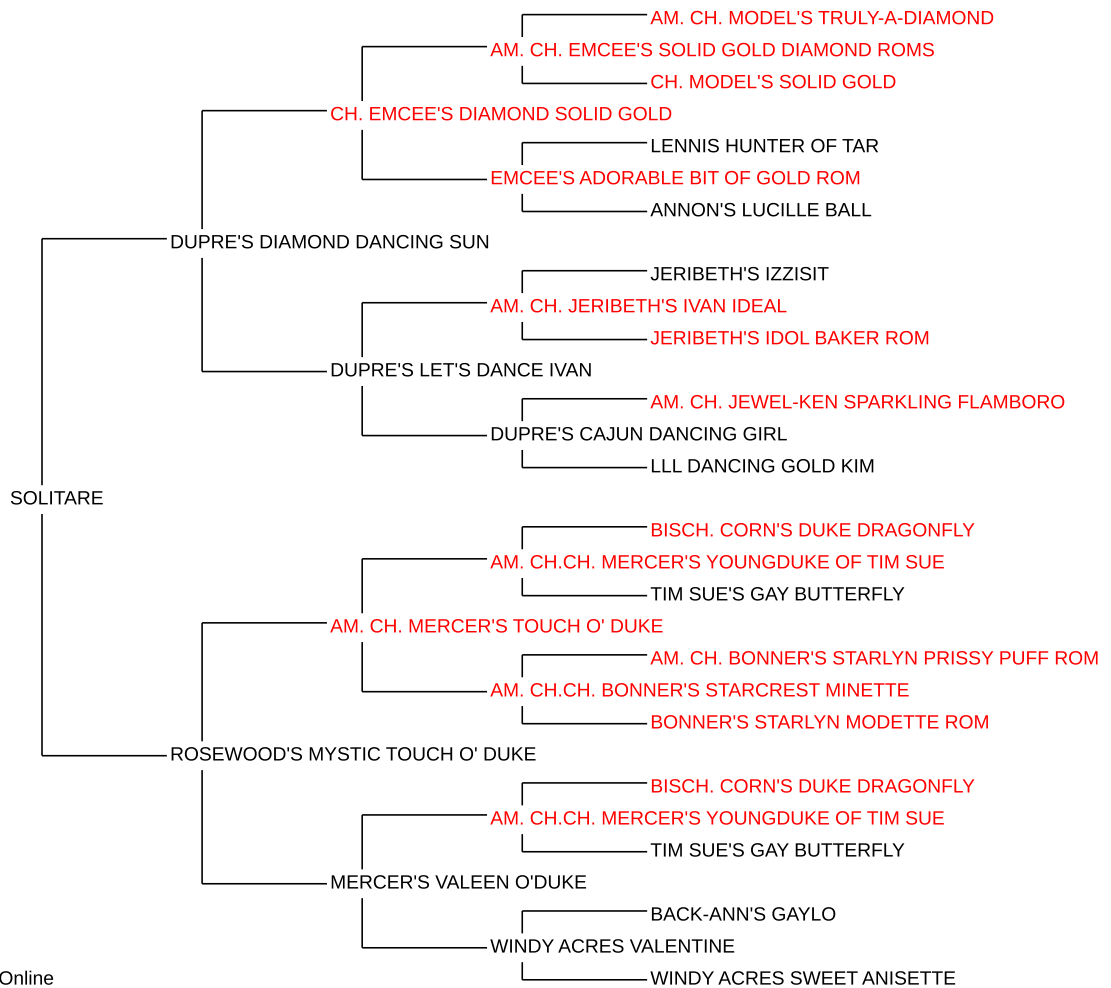 AM. CH. MODEL'S TRULY-A-DIAMOND
AM. CH. EMCEE'S SOLID GOLD DIAMOND ROMS
CH. MODEL'S SOLID GOLD
CH. EMCEE'S DIAMOND SOLID GOLD
LENNIS HUNTER OF TAR
EMCEE'S ADORABLE BIT OF GOLD ROM
ANNON'S LUCILLE BALL
DUPRE'S DIAMOND DANCING SUN
JERIBETH'S IZZISIT
AM. CH. JERIBETH'S IVAN IDEAL
JERIBETH'S IDOL BAKER ROM
DUPRE'S LET'S DANCE IVAN
AM. CH. JEWEL-KEN SPARKLING FLAMBORO
DUPRE'S CAJUN DANCING GIRL
LLL DANCING GOLD KIM
SOLITARE
BISCH. CORN'S DUKE DRAGONFLY
AM. CH.CH. MERCER'S YOUNGDUKE OF TIM SUE
TIM SUE'S GAY BUTTERFLY
AM. CH. MERCER'S TOUCH O' DUKE
AM. CH. BONNER'S STARLYN PRISSY PUFF ROM
AM. CH.CH. BONNER'S STARCREST MINETTE
BONNER'S STARLYN MODETTE ROM
ROSEWOOD'S MYSTIC TOUCH O' DUKE
BISCH. CORN'S DUKE DRAGONFLY
AM. CH.CH. MERCER'S YOUNGDUKE OF TIM SUE
TIM SUE'S GAY BUTTERFLY
MERCER'S VALEEN O'DUKE
BACK-ANN'S GAYLO
WINDY ACRES VALENTINE
WINDY ACRES SWEET ANISETTE
Online